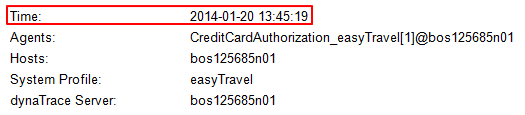 Time: 2014-01-20 13:45:19
Agents: CreditCardAuthorization_easyTravel[1]@bos125685n01
Hosts: bos125685n01
System Profile: easyTravel
dynaTrace Server: bos125685n01